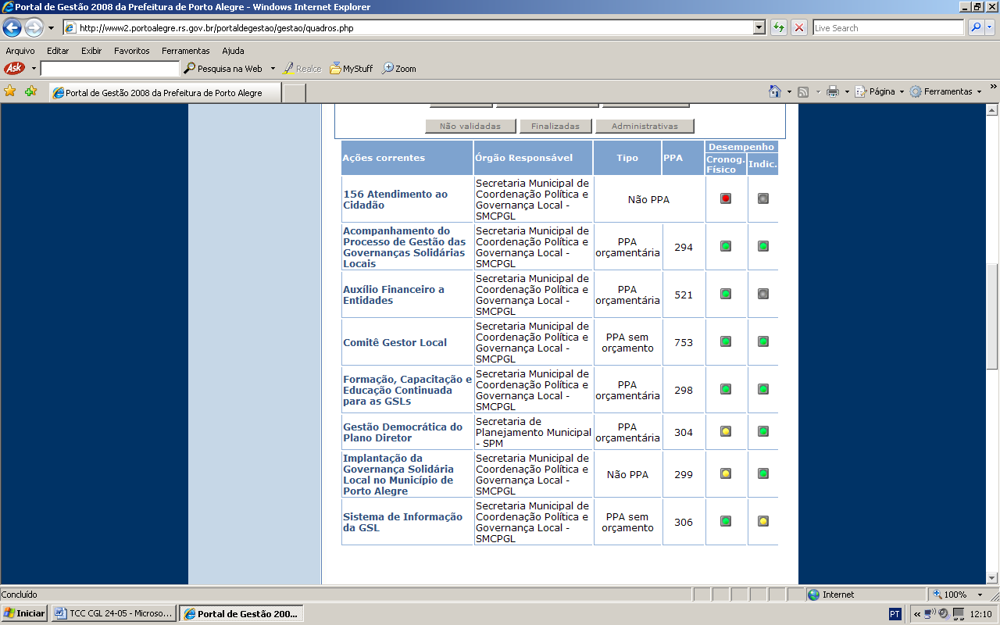 Portal de Gestão 2008 da Prefeitura de Porto Alegre - Windows Internet Explorer
http://www2.portoalegre.rs.gov.br/portaldegestao/gestao/quadros.php
Live Search
Arquivo Editar Exibir Favoritos Ferramentas Ajuda
Ask Pesquisa na Web Realce MyStuff Zoom
Portal de Gestão 2008 da Prefeitura de Porto Alegre Página Ferramentas »
Não validadas Finalizadas Administrativas
Ações correntes Órgão Responsável Tipo PPA Desempenho
Cronog. Físico Indic.
156 Atendimento ao
Cidadão
Secretaria Municipal de
Coordenação Política e
Governança Local -
SMCPGL
Não PPA
Acompanhamento do
Processo de Gestão das
Governanças Solidárias
Locais
Secretaria Municipal de
Coordenação Política e
Governança Local -
SMCPGL
PPA
orçamentária
294
Auxílio Financeiro a
Entidades
Secretaria Municipal de
Coordenação Política e
Governança Local -
SMCPGL
PPA
orçamentária
521
Comitê Gestor Local
Secretaria Municipal de
Coordenação Política e
Governança Local -
SMCPGL
PPA sem
orçamento
753
Formação, Capacitação e
Educação Continuada
para as GSLs
Secretaria Municipal de
Coordenação Política e
Governança Local -
SMCPGL
PPA
orçamentária
298
Gestão Democrática do
Plano Diretor
Secretaria de
Planejamento Municipal
- SPM
PPA
orçamentária
304
Implantação da
Governança Solidária
Local no Município de
Porto Alegre
Secretaria Municipal de
Coordenação Política e
Governança Local -
SMCPGL
Não PPA
299
Sistema de Informação
da GSL
Secretaria Municipal de
Coordenação Política e
Governança Local -
SMCPGL
PPA sem
orçamento
306
Concluído Internet 100%
Iniciar TCC CGL 24-05 - Microso... Portal de Gestão 200... PT « 12:10